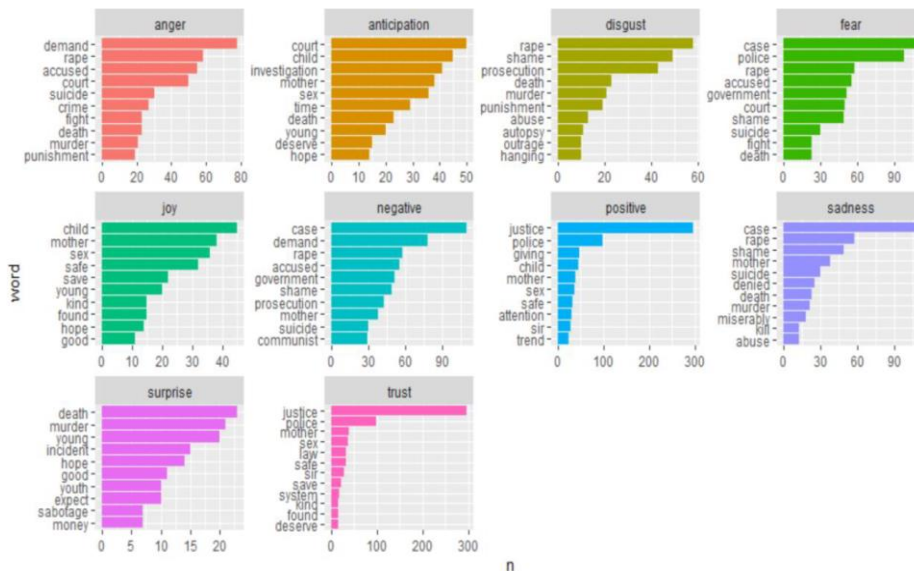 anger
demand
rape
accused
court
suicide
crime
fight
death
murder
punishment
0 20 40 60 80
anticipation
court
child
investigation
mother
sex
time
death
young
deserve
hope
0 10 20 30 40 50
disgust
rape
shame
prosecution
death
murder
punishment
abuse
autopsy
outrage
hanging
0 20 40 60
fear
case
police
rape
accused
government
court
shame
suicide
fight
death
0 30 60 90
joy
child
mother
sex
safe
save
young
kind
found
hope
good
0 10 20 30 40
negative
case
demand
rape
accused
government
shame
prosecution
mother
suicide
communist
0 30 60 90
positive
justice
police
giving
child
mother
sex
safe
attention
sir
trend
0 100 200 300
sadness
case
rape
shame
mother
suicide
denied
death
murder
miserably
kill
abuse
0 30 60 90
word
surprise
death
murder
young
incident
hope
good
youth
expect
sabotage
money
0 5 10 15 20
trust
justice
police
mother
sex
law
safe
sir
save
system
kind
found
deserve
0 100 200 300
n